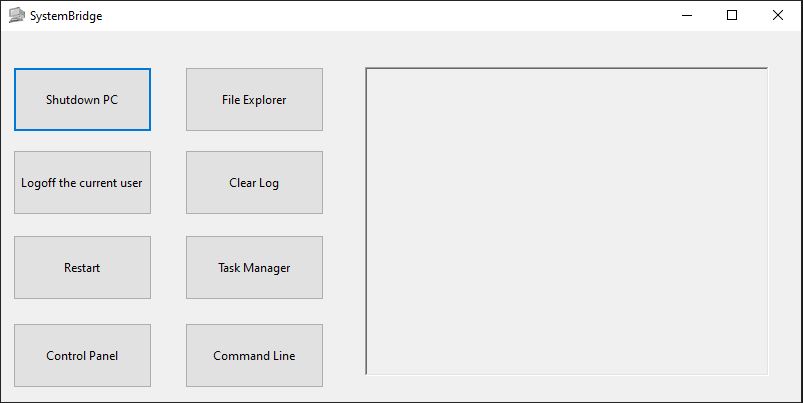 SystemBridge
Shutdown PC
File Explorer
Logoff the current user
Clear Log
Restart
Task Manager
Control Panel
Command Line